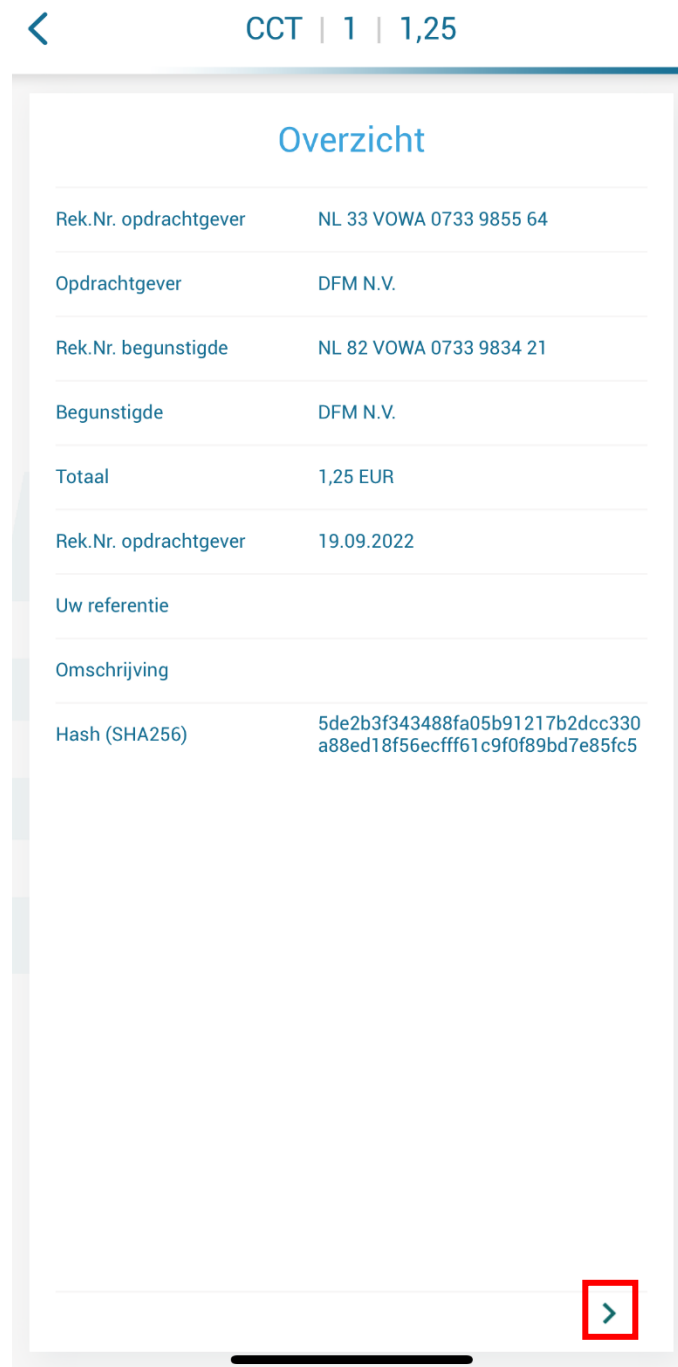 CCT | 1 | 1,25
Overzicht
Rek.Nr. opdrachtgever NL 33 VOWA 0733 9855 64
Opdrachtgever DFM N.V.
Rek.Nr. begunstigde NL 82 VOWA 0733 9834 21
Begunstigde DFM N.V.
Totaal 1,25 EUR
Rek.Nr. opdrachtgever 19.09.2022
Uw referentie
Omschrijving
Hash (SHA256) 5de2b3f343488fa05b91217b2dcc330
a88ed18f56ecfff61c9f0f89bd7e85fc5